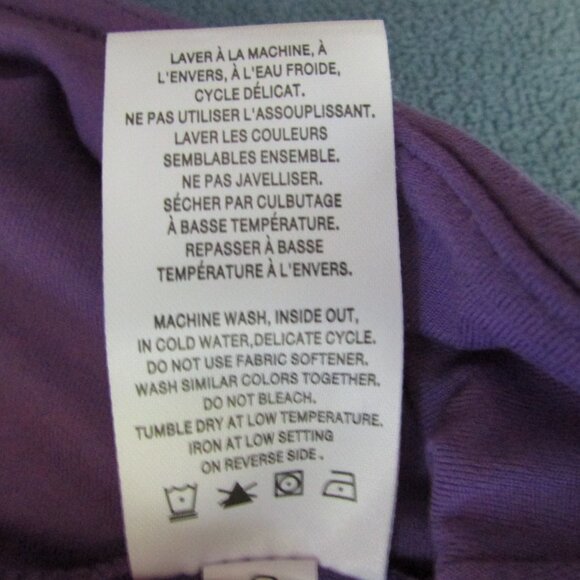 LAVER À LA MACHINE, À
L'ENVERS, À L'EAU FROIDE,
CYCLE DÉLICAT.
NE PAS UTILISER L'ASSOUPLISSANT.
LAVER LES COULEURS
SEMBLABLES ENSEMBLE.
NE PAS JAVELLISER.
SÉCHER PAR CULBUTAGE
À BASSE TEMPÉRATURE.
REPASSER À BASSE
TEMPÉRATURE À L'ENVERS.
MACHINE WASH, INSIDE OUT,
IN COLD WATER,DELICATE CYCLE.
DO NOT USE FABRIC SOFTENER.
WASH SIMILAR COLORS TOGETHER.
DO NOT BLEACH.
TUMBLE DRY AT LOW TEMPERATURE.
IRON AT LOW SETTING
ON REVERSE SIDE .